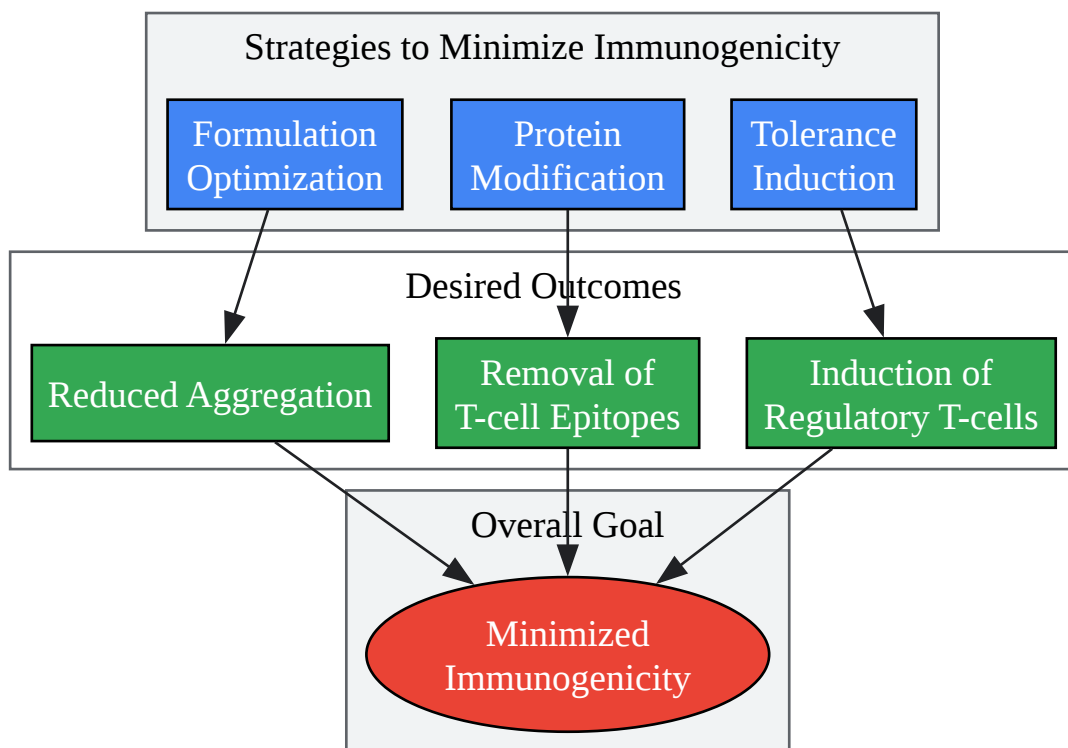 Strategies to Minimize Immunogenicity
Formulation
Optimization
Protein
Modification
Tolerance
Induction
Desired Outcomes
Reduced Aggregation
Removal of
T-cell Epitopes
Induction of
Regulatory T-cells
Overall Goal
Minimized
Immunogenicity